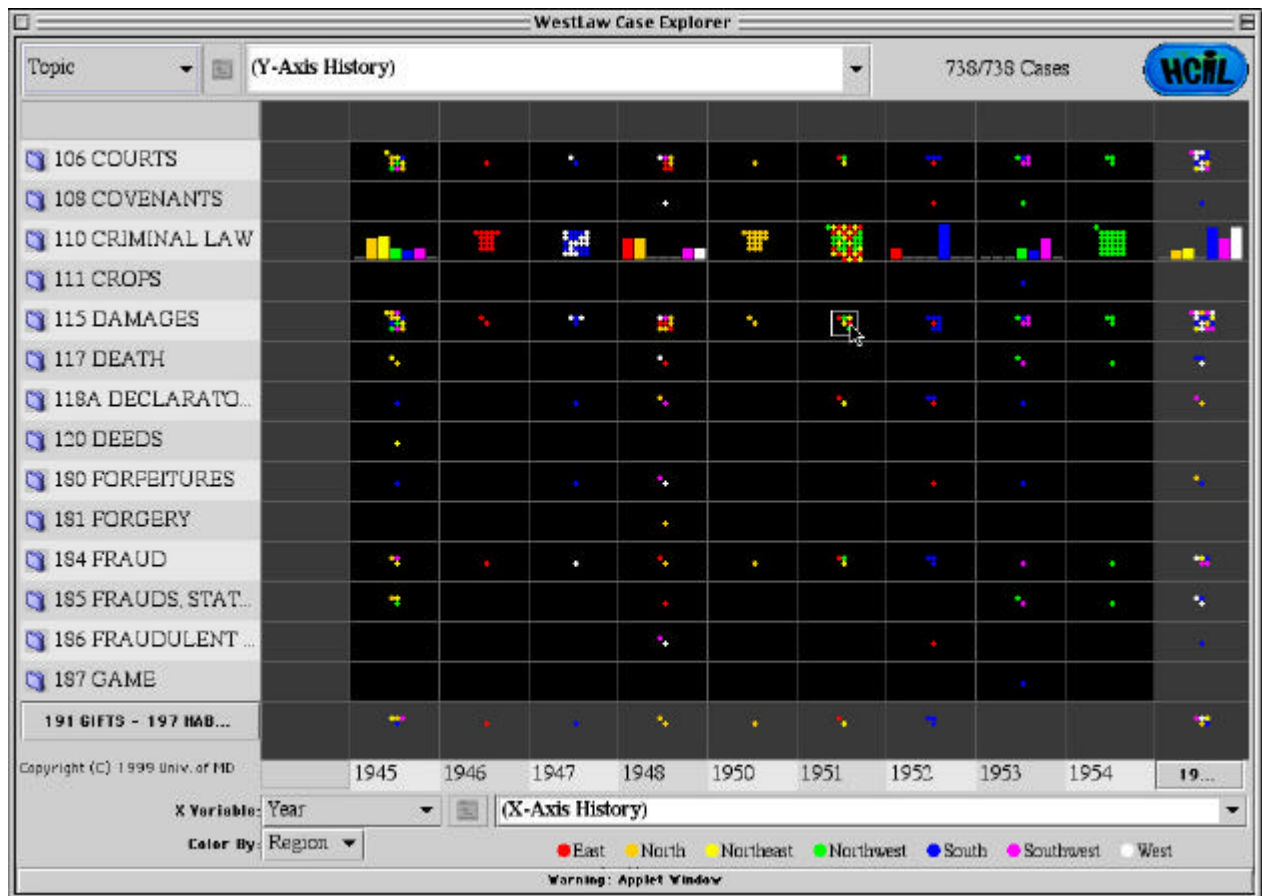 WestLaw Case Explorer
Topic (Y-Axis History) 738/738 Cases HCIL
106 COURTS
108 COVENANTS
110 CRIMINAL LAW
111 CROPS
115 DAMAGES
117 DEATH
118A DECLARATO...
120 DEEDS
180 FORFEITURES
181 FORGERY
184 FRAUD
185 FRAUDS, STAT...
186 FRAUDULENT ...
187 GAME
191 GIFTS - 197 HAB...
Copyright (C) 1999 Univ. of MD
1945 1946 1947 1948 1950 1951 1952 1953 1954 19...
X Variable: Year (X-Axis History)
Color By: Region East North Northeast Northwest South Southwest West
Warning: Applet Window